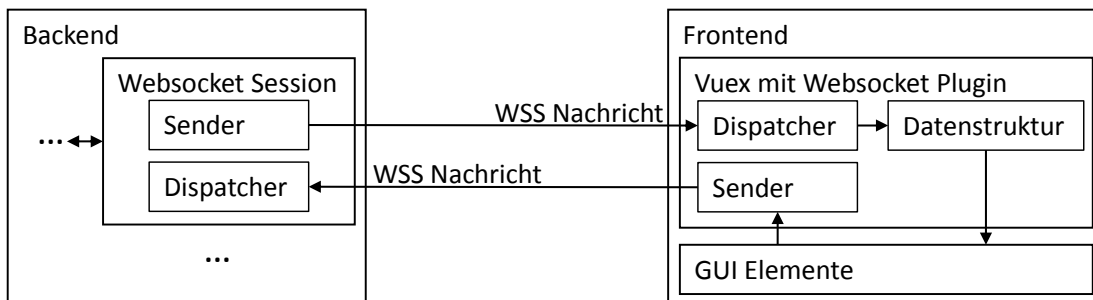 Backend
Websocket Session
Sender
Dispatcher
...
...
WSS Nachricht
WSS Nachricht
Frontend
Vuex mit Websocket Plugin
Dispatcher
Datenstruktur
Sender
GUI Elemente